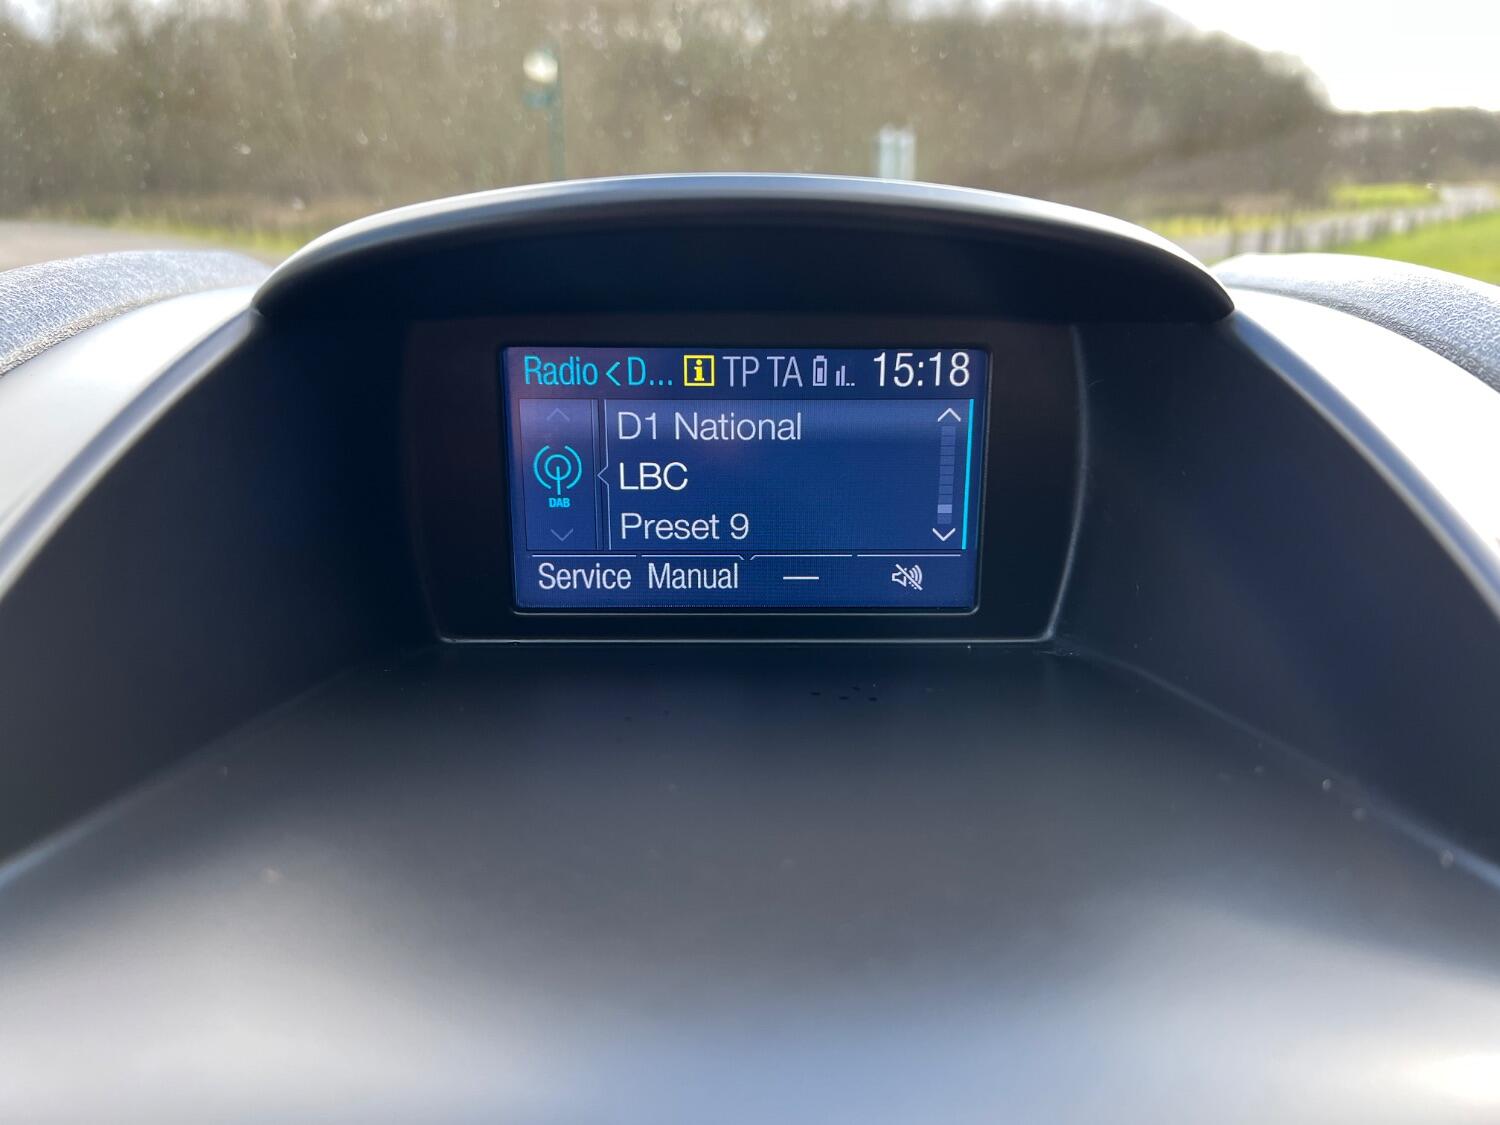 Radio < D... i TP TA 15:18
D1 National
LBC
DAB
Preset 9
Service Manual —